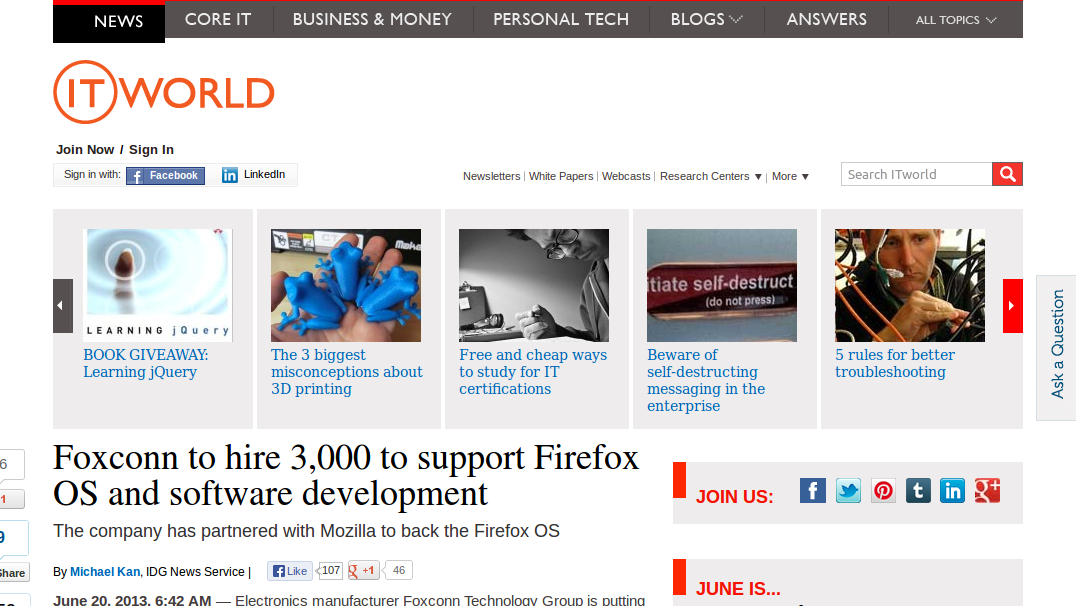 NEWS CORE IT BUSINESS & MONEY PERSONAL TECH BLOGS ANSWERS ALL TOPICS
ITWORLD
Join Now / Sign In
Sign in with: Facebook LinkedIn
Newsletters | White Papers | Webcasts | Research Centers ▼ | More ▼
Search ITworld
LEARNING jQuery
initiate self-destruct
(do not press)
BOOK GIVEAWAY:
Learning jQuery
The 3 biggest
misconceptions about
3D printing
Free and cheap ways
to study for IT
certifications
Beware of
self-destructing
messaging in the
enterprise
5 rules for better
troubleshooting
Ask a Question
Foxconn to hire 3,000 to support Firefox
OS and software development
The company has partnered with Mozilla to back the Firefox OS
By Michael Kan, IDG News Service |
Like 107 +1 46
June 20, 2013, 6:42 AM — Electronics manufacturer Foxconn Technology Group is putting
6
1
9
Share
JOIN US:
JUNE IS...